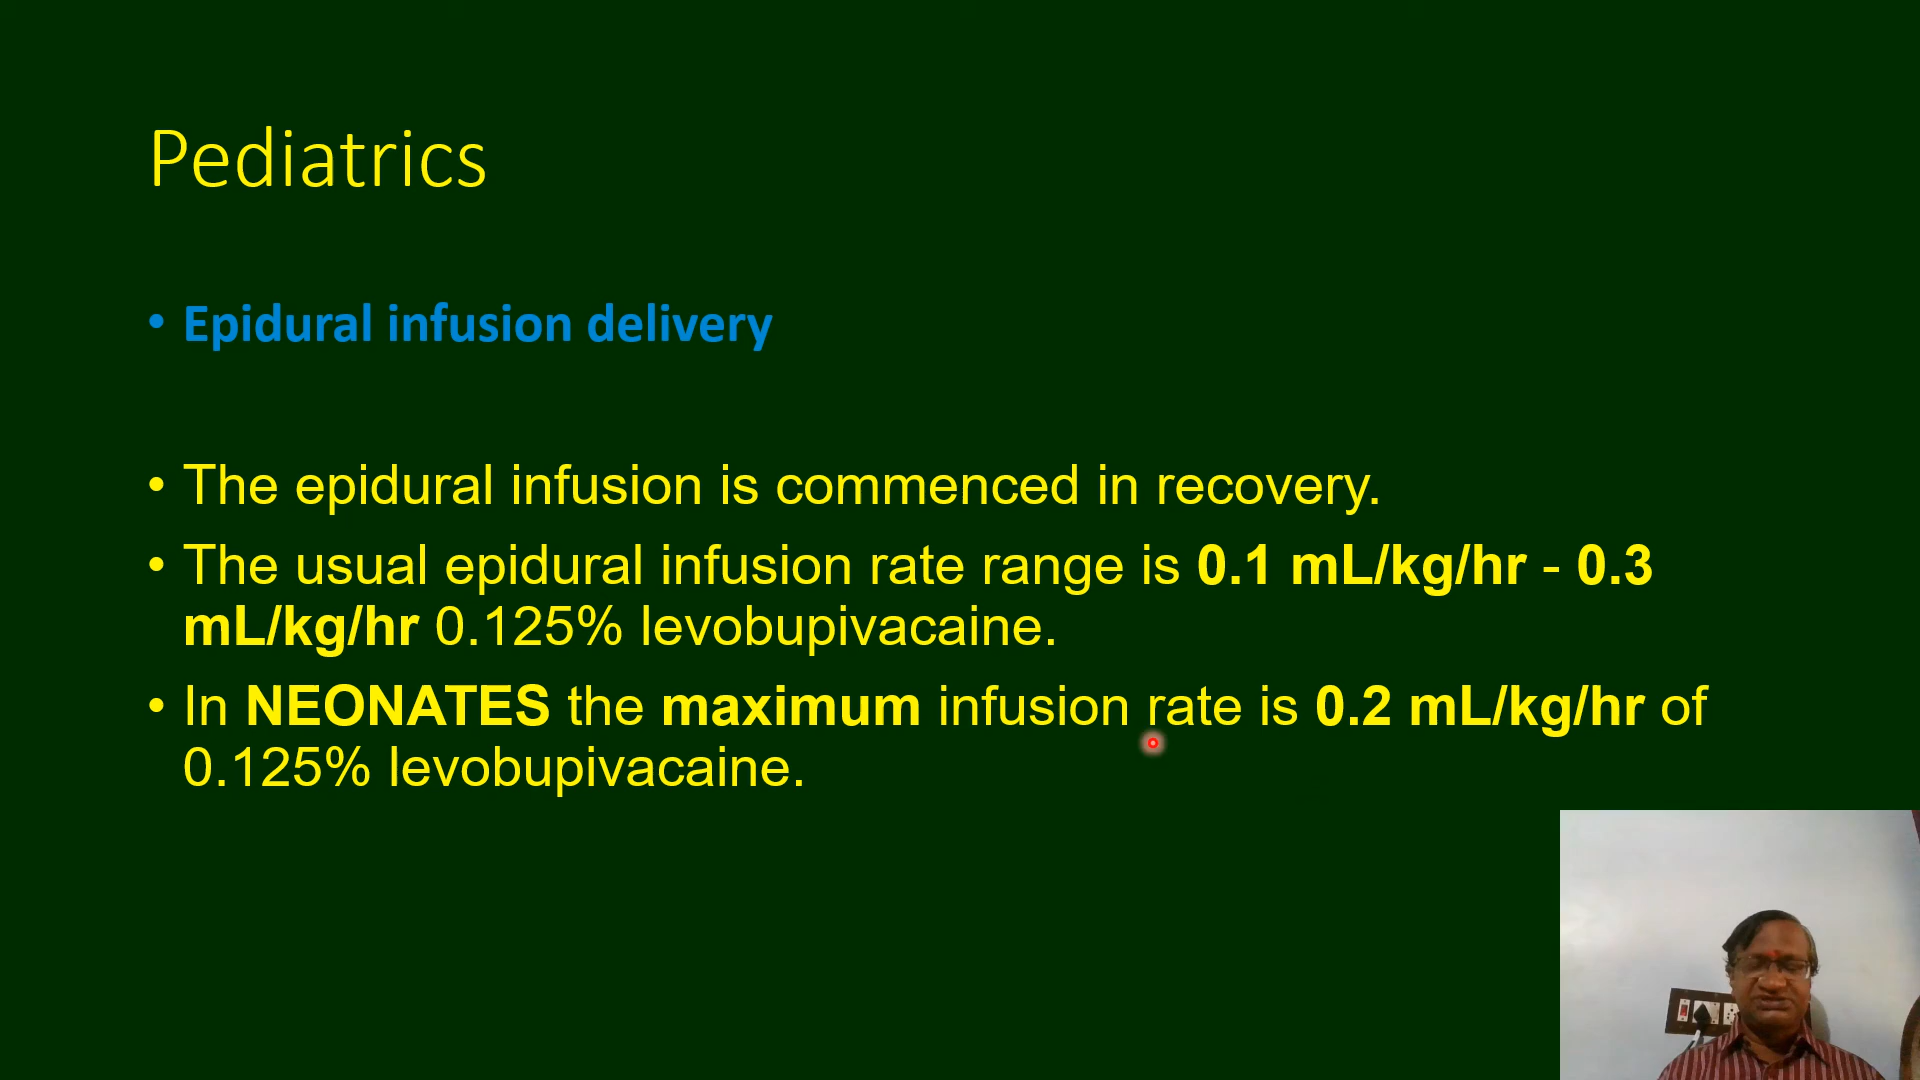 Pediatrics
• Epidural infusion delivery
• The epidural infusion is commenced in recovery.
• The usual epidural infusion rate range is 0.1 mL/kg/hr - 0.3
mL/kg/hr 0.125% levobupivacaine.
• In NEONATES the maximum infusion rate is 0.2 mL/kg/hr of
0.125% levobupivacaine.